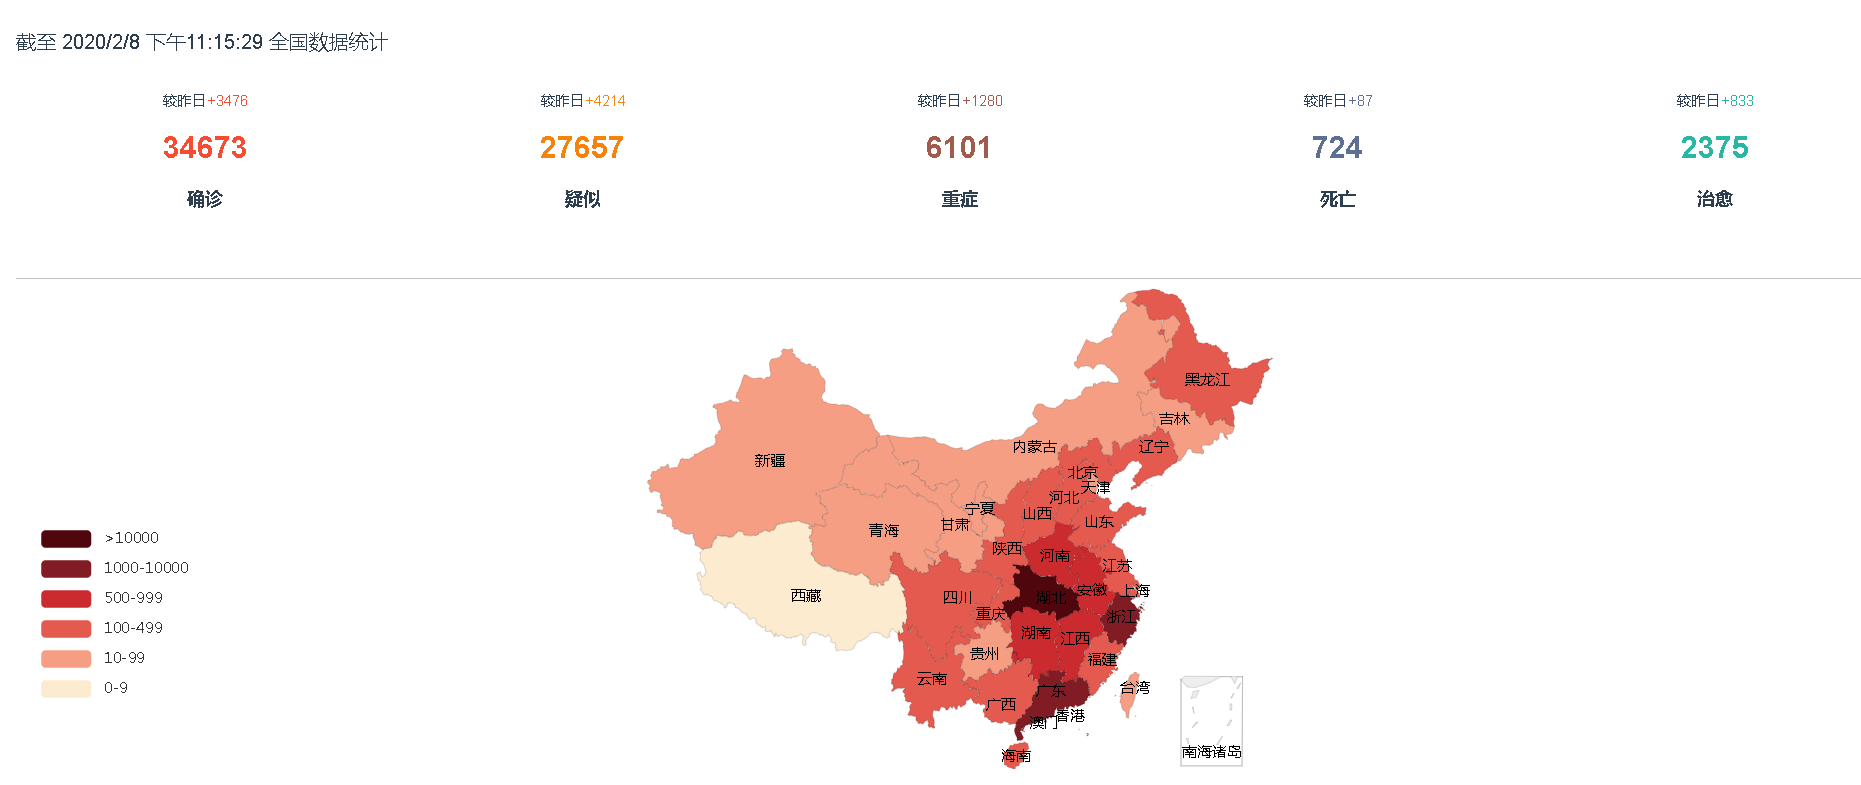 截至 2020/2/8 下午11:15:29 全国数据统计
较昨日+3476
34673
确诊
较昨日+4214
27657
疑似
较昨日+1280
6101
重症
较昨日+87
724
死亡
较昨日+833
2375
治愈
>10000
1000-10000
500-999
100-499
10-99
0-9
黑龙江
吉林
内蒙古
辽宁
新疆
北京
天津
河北
宁夏
山西
山东
甘肃
青海
陕西
河南
江苏
安徽
上海
西藏
四川
湖北
重庆
浙江
湖南
江西
贵州
福建
云南
台湾
广东
广西
香港
澳门
海南
南海诸岛